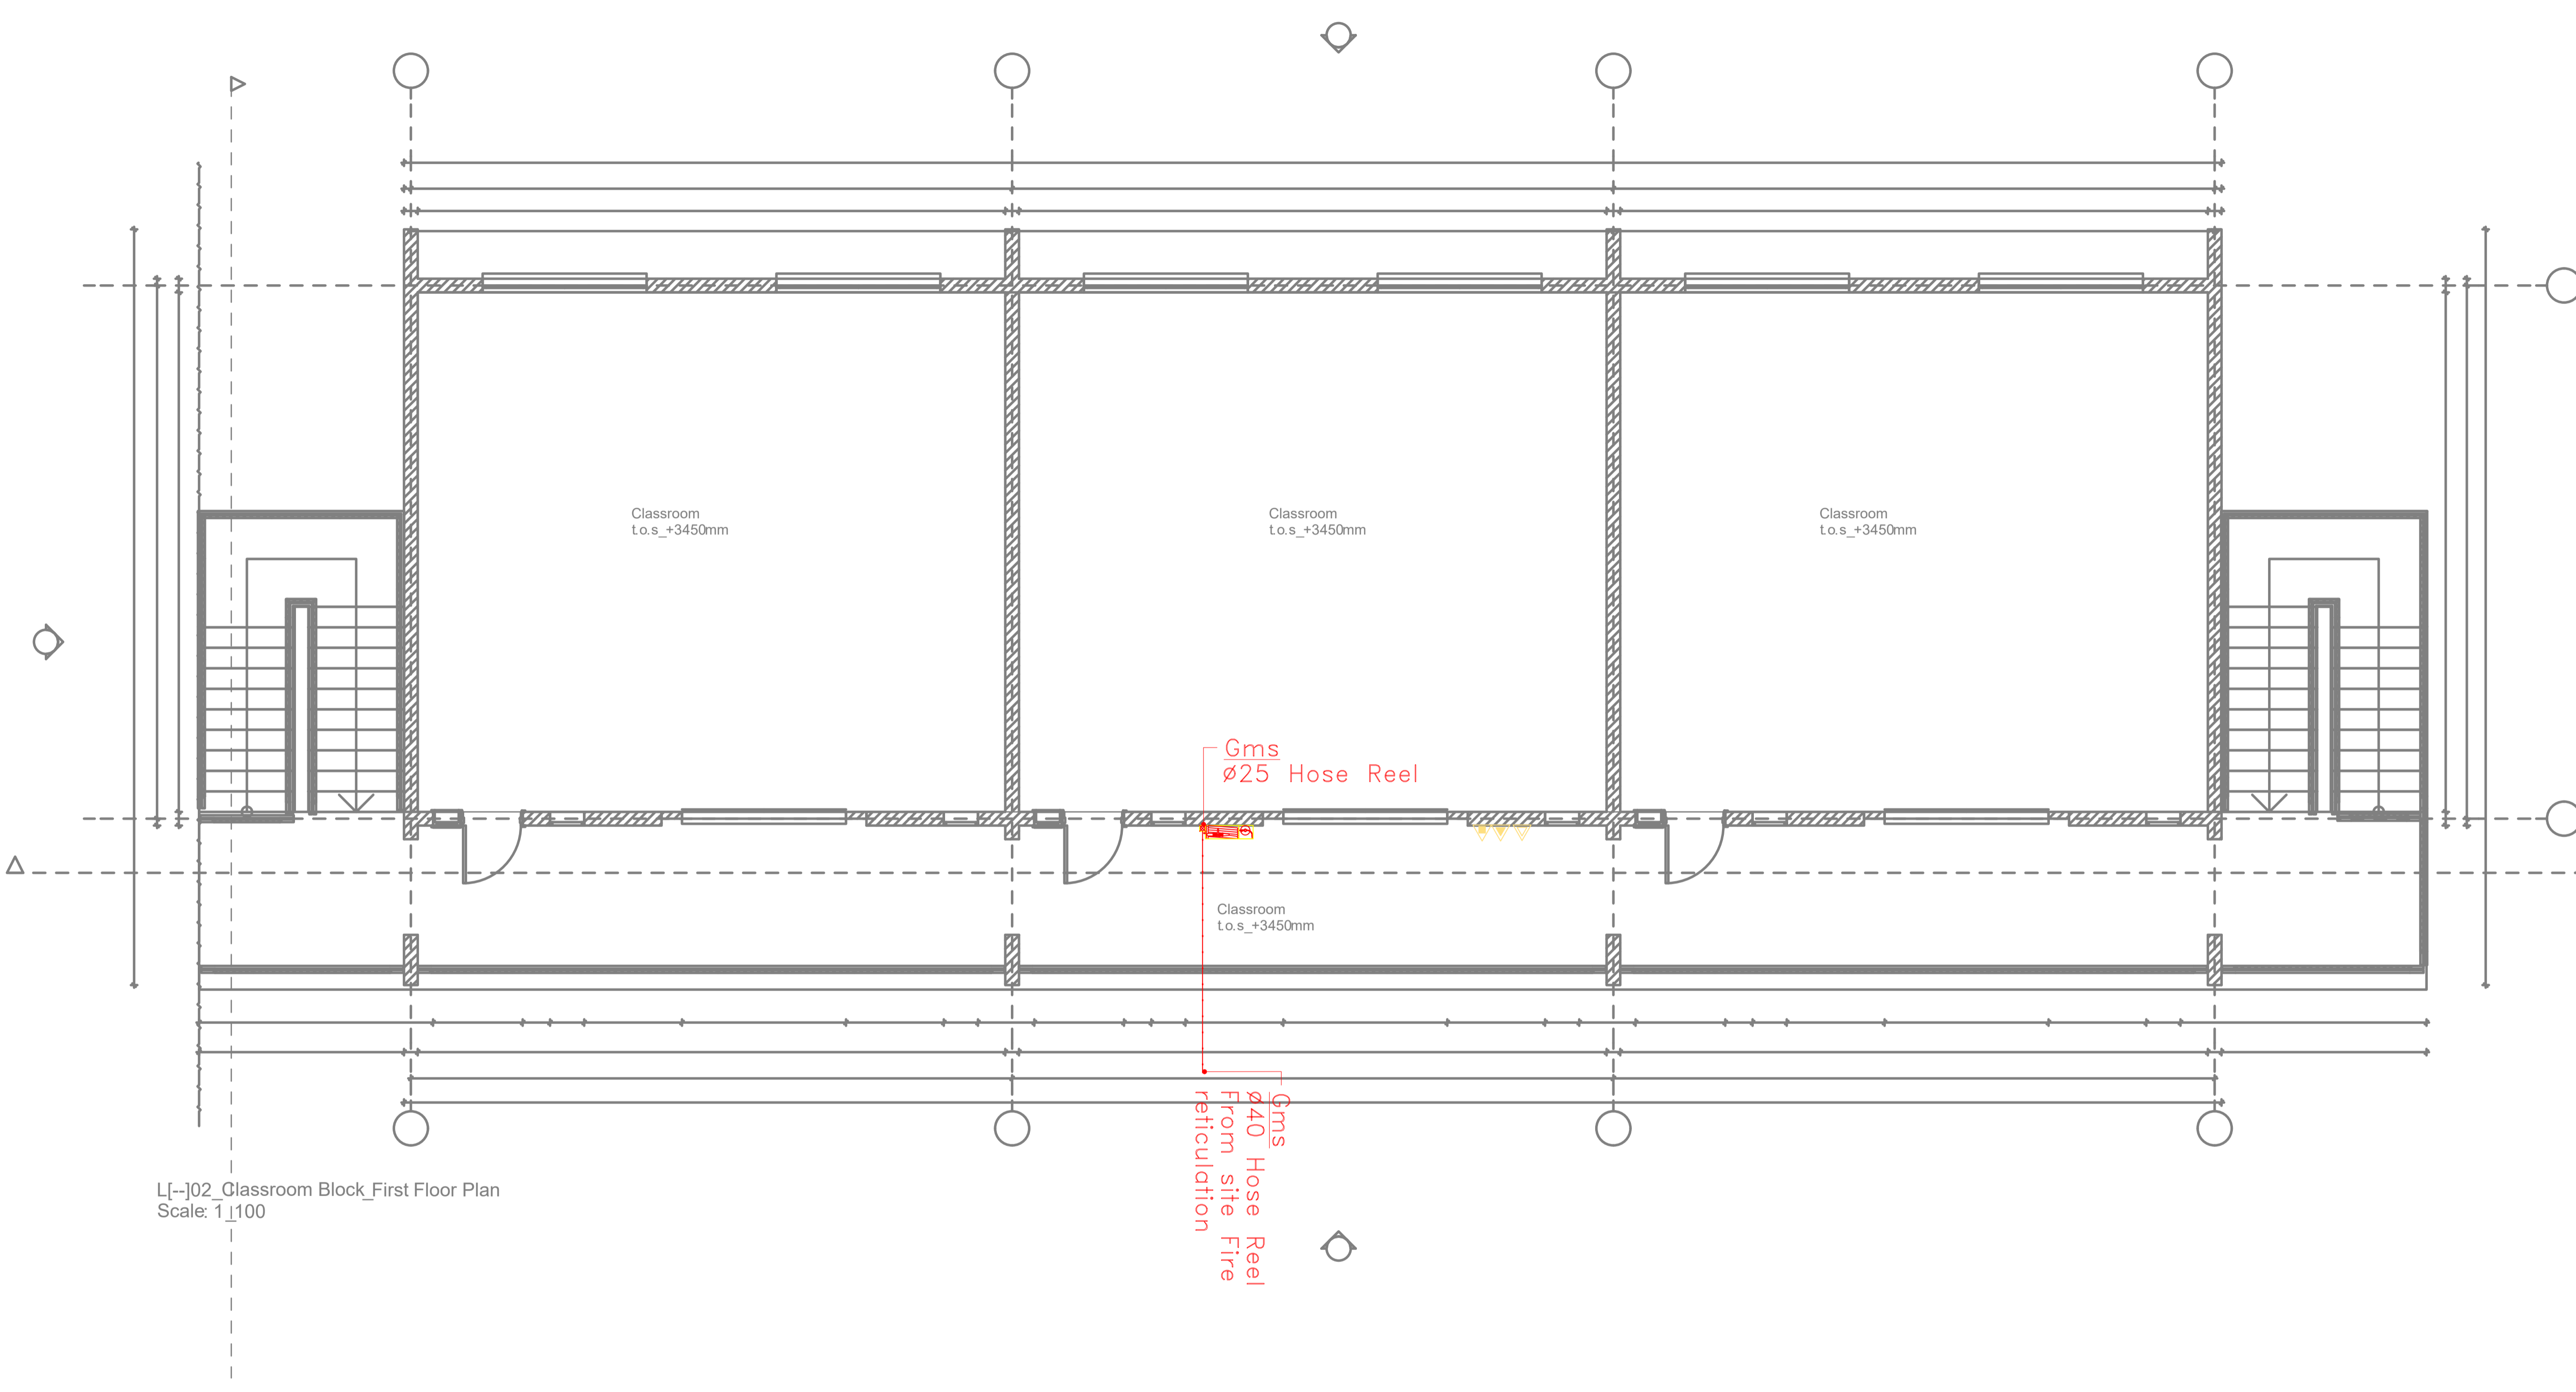 Classroom
t.o.s_+3450mm
Classroom
t.o.s_+3450mm
Classroom
t.o.s_+3450mm
Gms
ø25 Hose Reel
Classroom
t.o.s_+3450mm
Gms
ø40 Hose Reel
From site Fire
reticulation
L[--]02_Classroom Block_First Floor Plan
Scale: 1_100